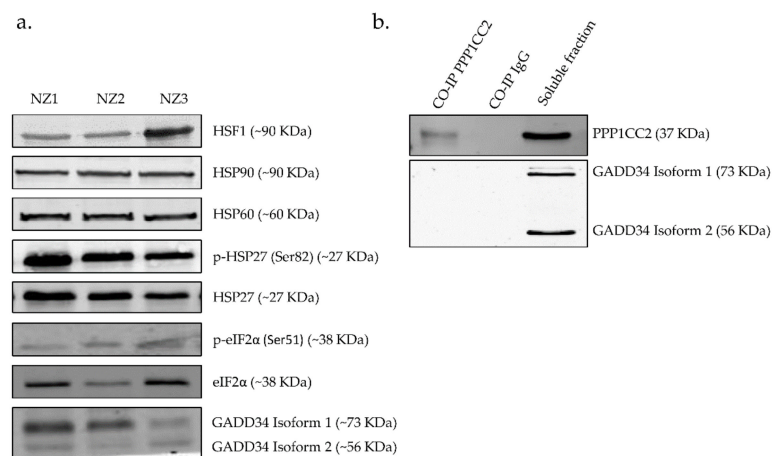 a.
NZ1 NZ2 NZ3
HSF1 (~90 KDa)
HSP90 (~90 KDa)
HSP60 (~60 KDa)
p-HSP27 (Ser82) (~27 KDa)
HSP27 (~27 KDa)
p-eIF2α (Ser51) (~38 KDa)
eIF2α (~38 KDa)
GADD34 Isoform 1 (~73 KDa)
GADD34 Isoform 2 (~56 KDa)
b.
CO-IP PPP1CC2
CO-IP IgG
Soluble fraction
PPP1CC2 (37 KDa)
GADD34 Isoform 1 (73 KDa)
GADD34 Isoform 2 (56 KDa)